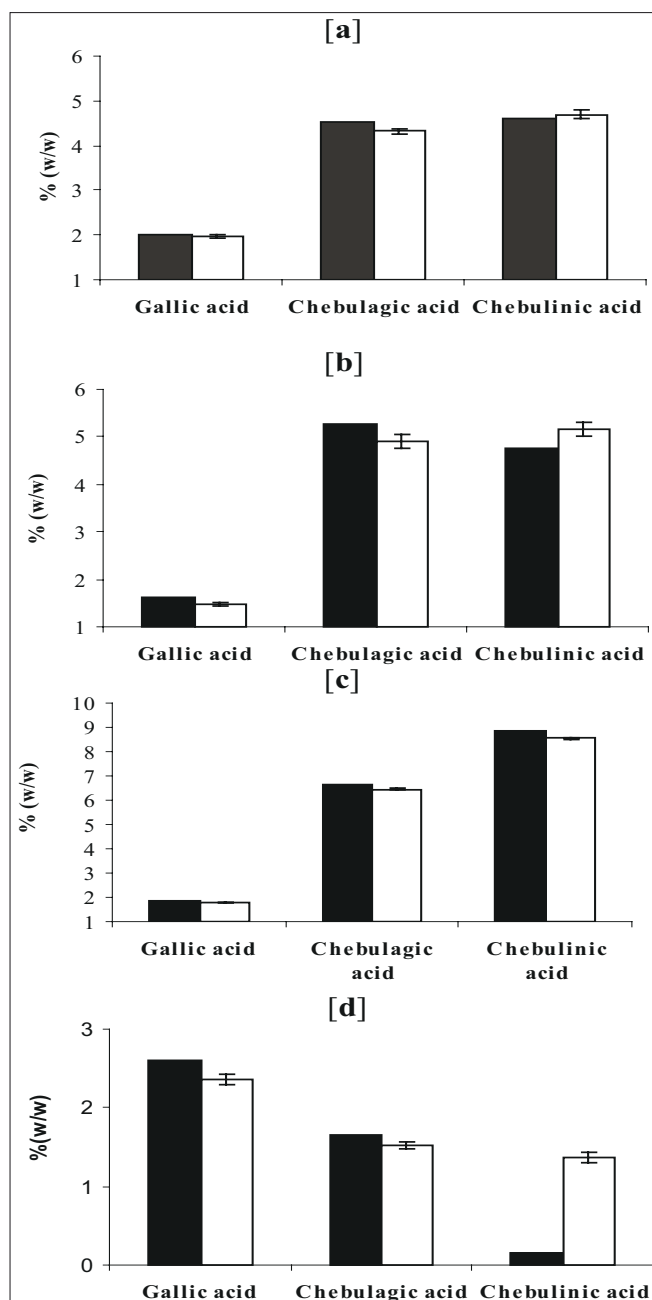 [a]
6
5
4
3
2
1
% (w/w)
Gallic acid Chebulagic acid Chebulinic acid
[b]
6
5
4
3
2
1
% (w/w)
Gallic acid Chebulagic acid Chebulinic acid
[c]
10
9
8
7
6
5
4
3
2
1
% (w/w)
Gallic acid Chebulagic Chebulinic
acid acid
[d]
3
2
1
0
%(w/w)
Gallic acid Chebulagic acid Chebulinic acid